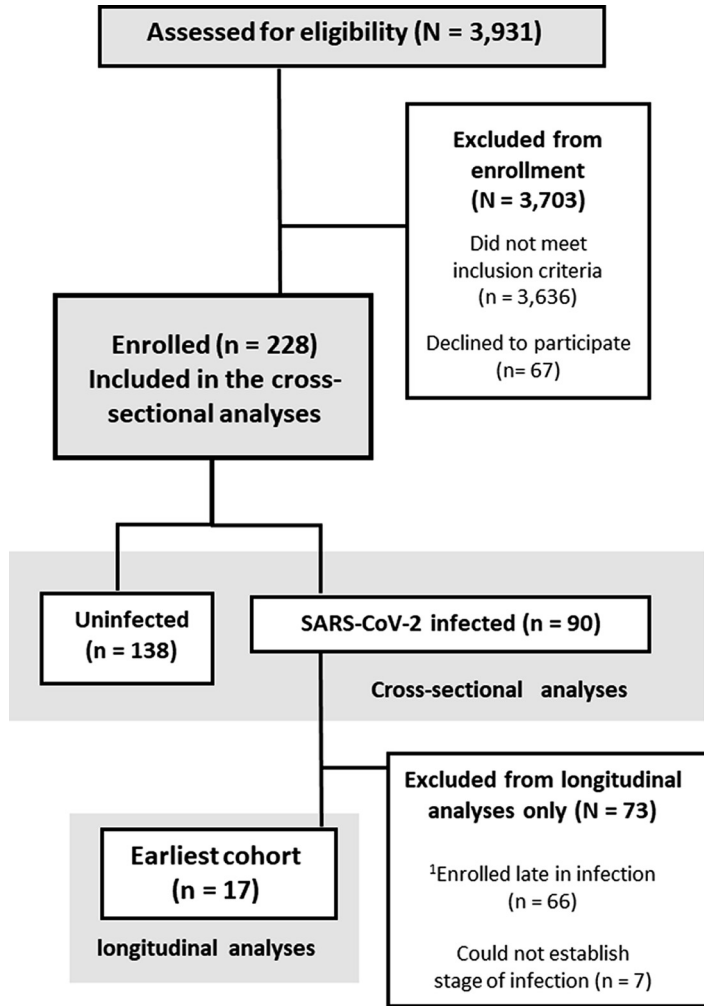 Assessed for eligibility (N = 3,931)
Excluded from
enrollment
(N = 3,703)
Did not meet
inclusion criteria
(n = 3,636)
Declined to participate
(n= 67)
Enrolled (n = 228)
Included in the cross-
sectional analyses
Uninfected
(n = 138)
SARS-CoV-2 infected (n = 90)
Cross-sectional analyses
Excluded from longitudinal
analyses only (N = 73)
¹Enrolled late in infection
(n = 66)
Could not establish
stage of infection (n = 7)
Earliest cohort
(n = 17)
longitudinal analyses